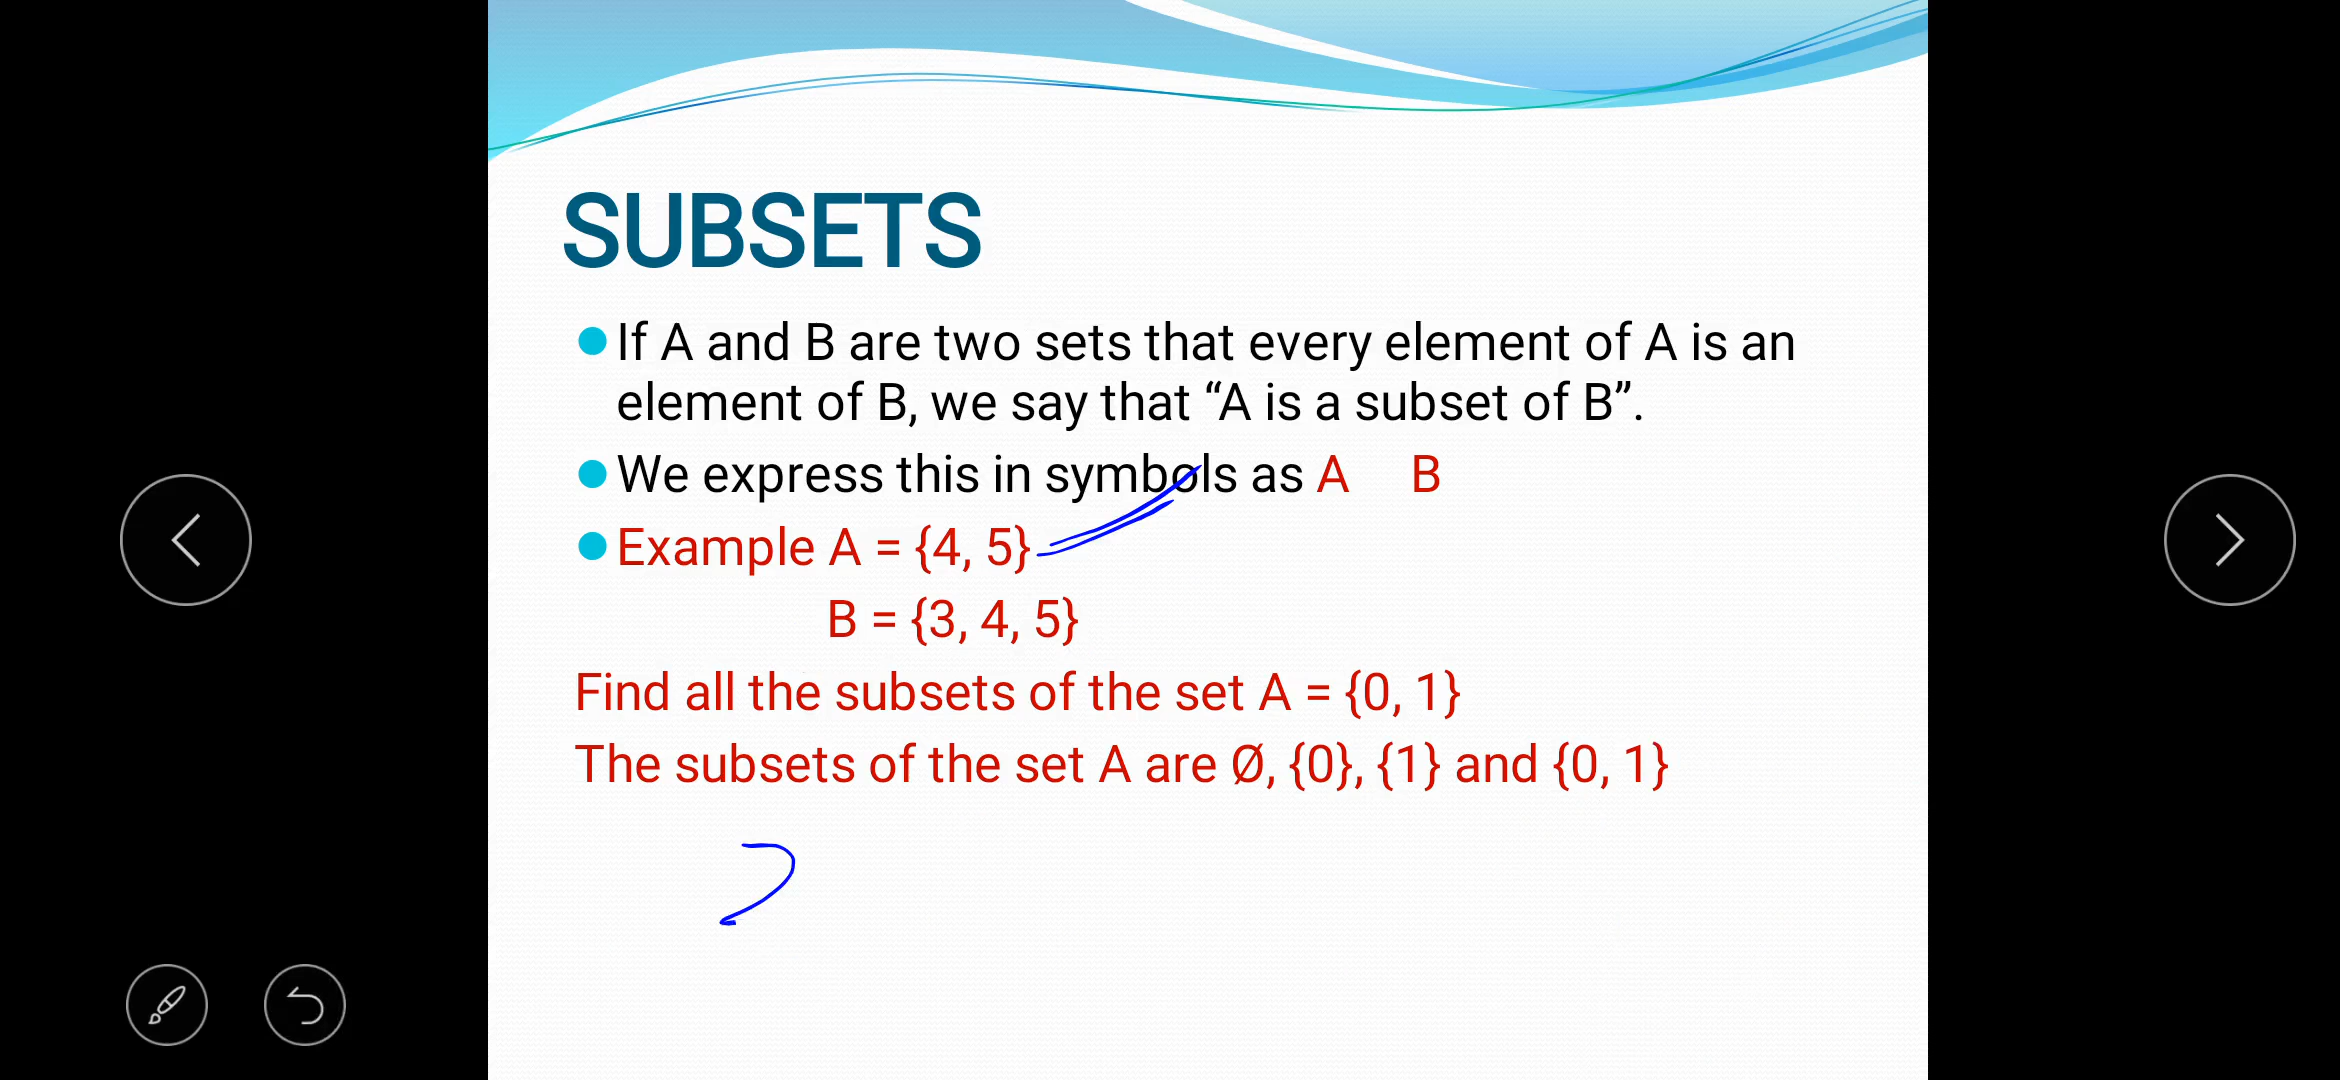 SUBSETS
If A and B are two sets that every element of A is an
element of B, we say that “A is a subset of B”.
We express this in symbols as A B
Example A = {4, 5}
B = {3, 4, 5}
Find all the subsets of the set A = {0, 1}
The subsets of the set A are Ø, {0}, {1} and {0, 1}